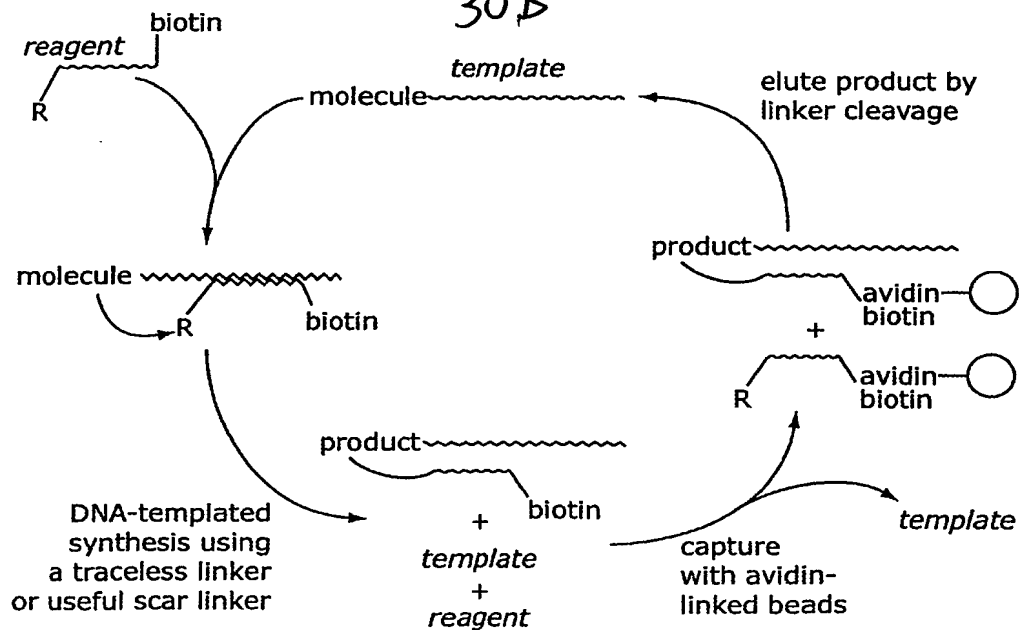 30D
biotin
reagent
R
template
molecule
elute product by
linker cleavage
molecule
R
biotin
product
avidin
biotin
+
R
avidin
biotin
product
biotin
+
template
+
reagent
DNA-templated
synthesis using
a traceless linker
or useful scar linker
capture
with avidin-
linked beads
template